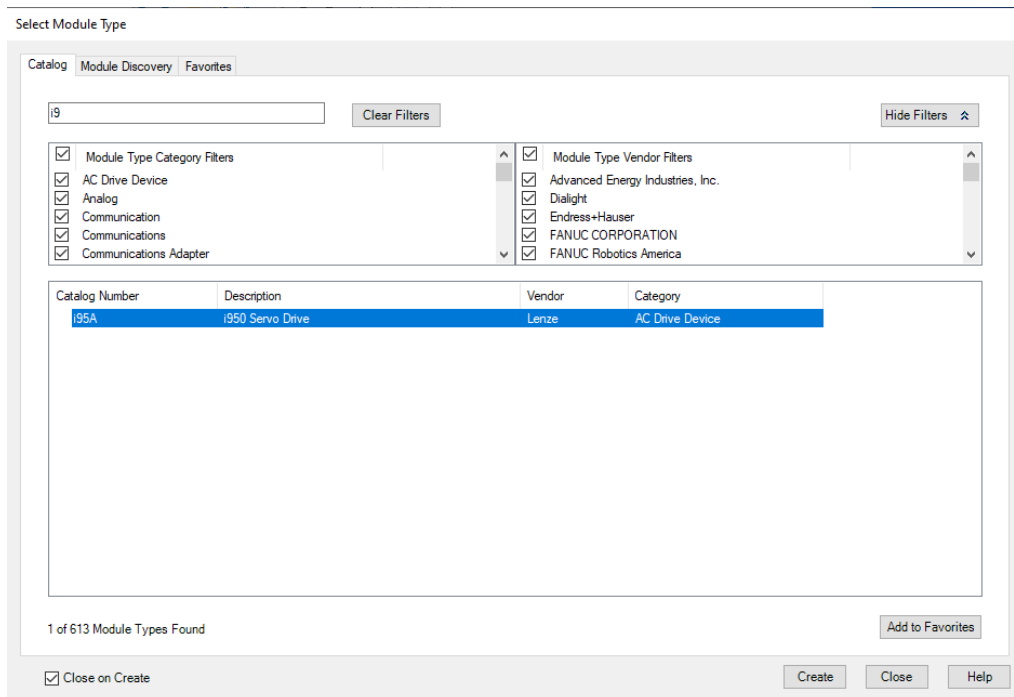 Select Module Type
Catalog Module Discovery Favorites
i9 Clear Filters Hide Filters
Module Type Category Filters
AC Drive Device
Analog
Communication
Communications
Communications Adapter
Module Type Vendor Filters
Advanced Energy Industries, Inc.
Dialight
Endress+Hauser
FANUC CORPORATION
FANUC Robotics America
Catalog Number Description Vendor Category
i95A i950 Servo Drive Lenze AC Drive Device
1 of 613 Module Types Found Add to Favorites
Close on Create Create Close Help